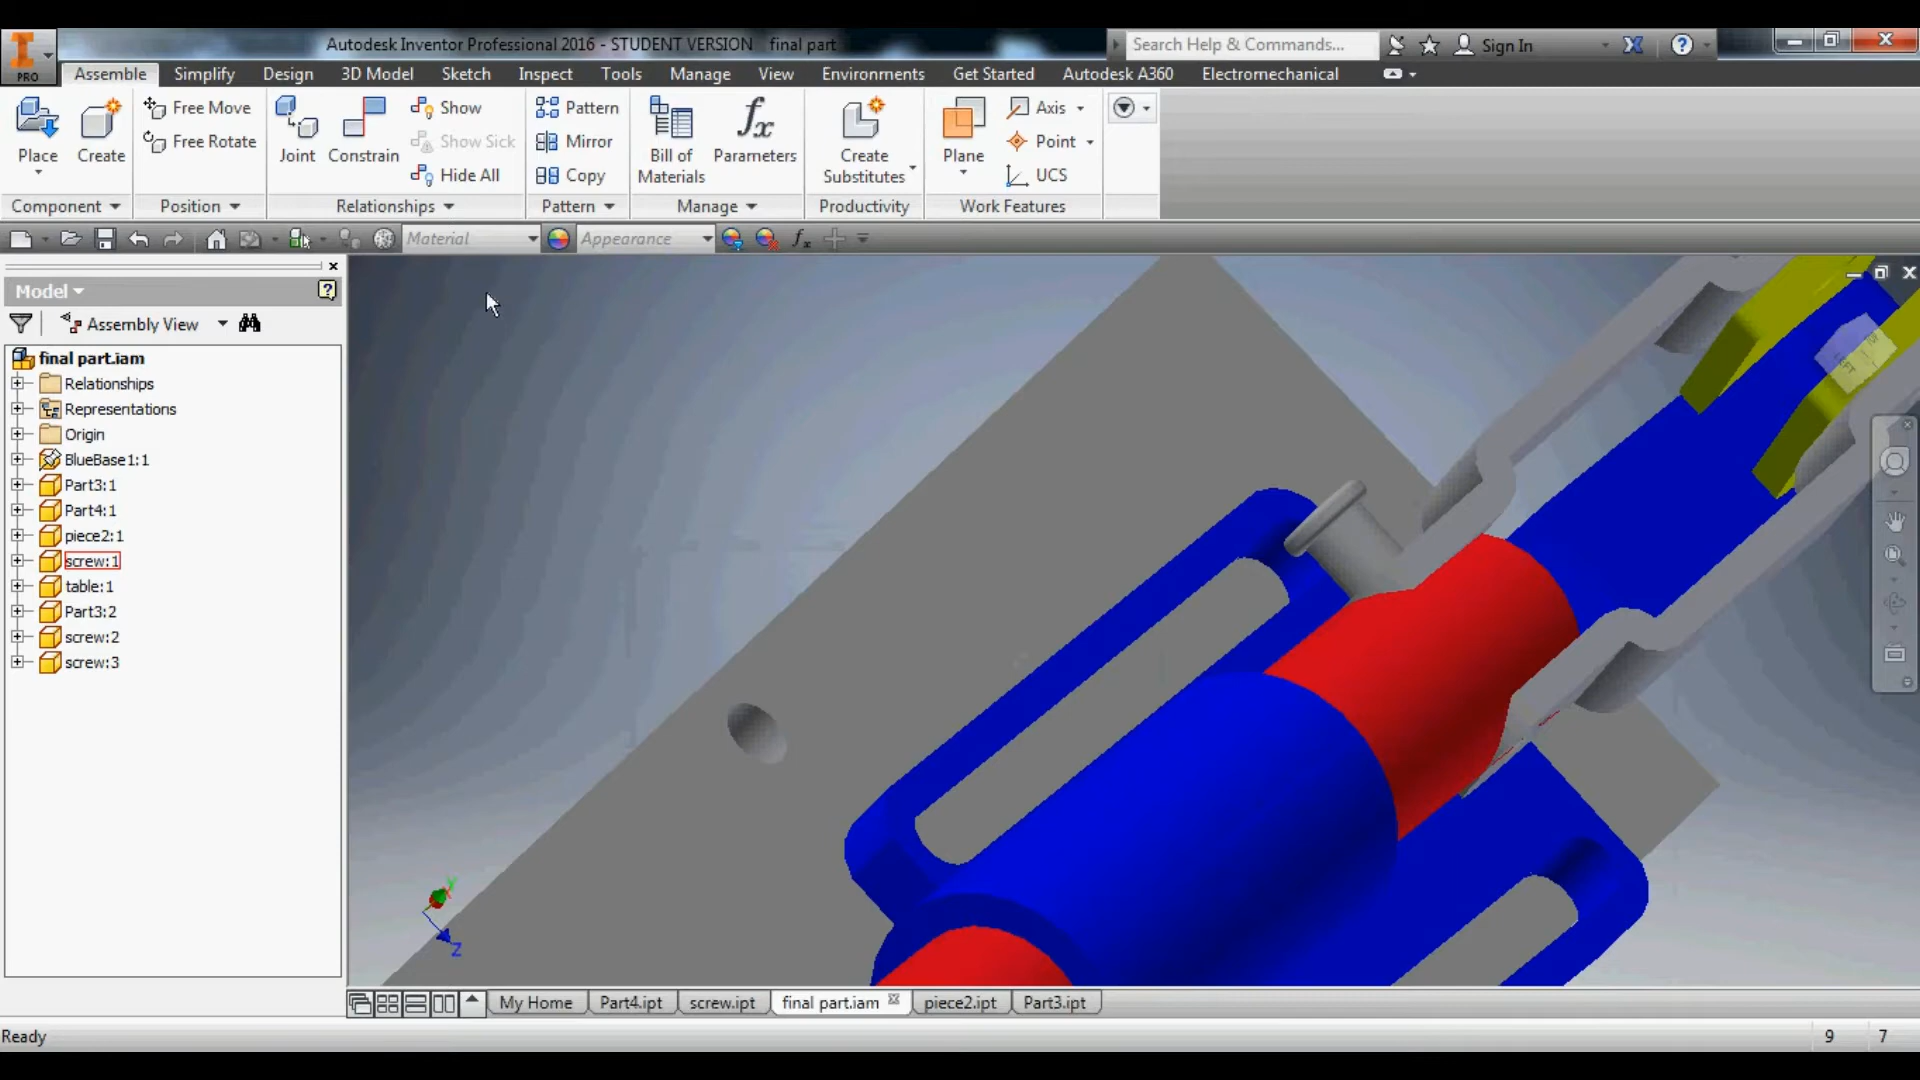 Autodesk Inventor Professional 2016 - STUDENT VERSION final part
Search Help & Commands...
Sign In
PRO
Assemble Simplify Design 3D Model Sketch Inspect Tools Manage View Environments Get Started Autodesk A360 Electromechanical
Place
Create
Free Move
Free Rotate
Joint
Constrain
Show
Show Sick
Hide All
Pattern
Mirror
Copy
Bill of
Materials
Parameters
Create
Substitutes
Plane
Axis
Point
UCS
Component
Position
Relationships
Pattern
Manage
Productivity
Work Features
Material
Appearance
Model
Assembly View
final part.iam
Relationships
Representations
Origin
BlueBase1:1
Part3:1
Part4:1
piece2:1
screw:1
table:1
Part3:2
screw:2
screw:3
Y
Z
My Home Part4.ipt screw.ipt final part.iam piece2.ipt Part3.ipt
Ready
9 7